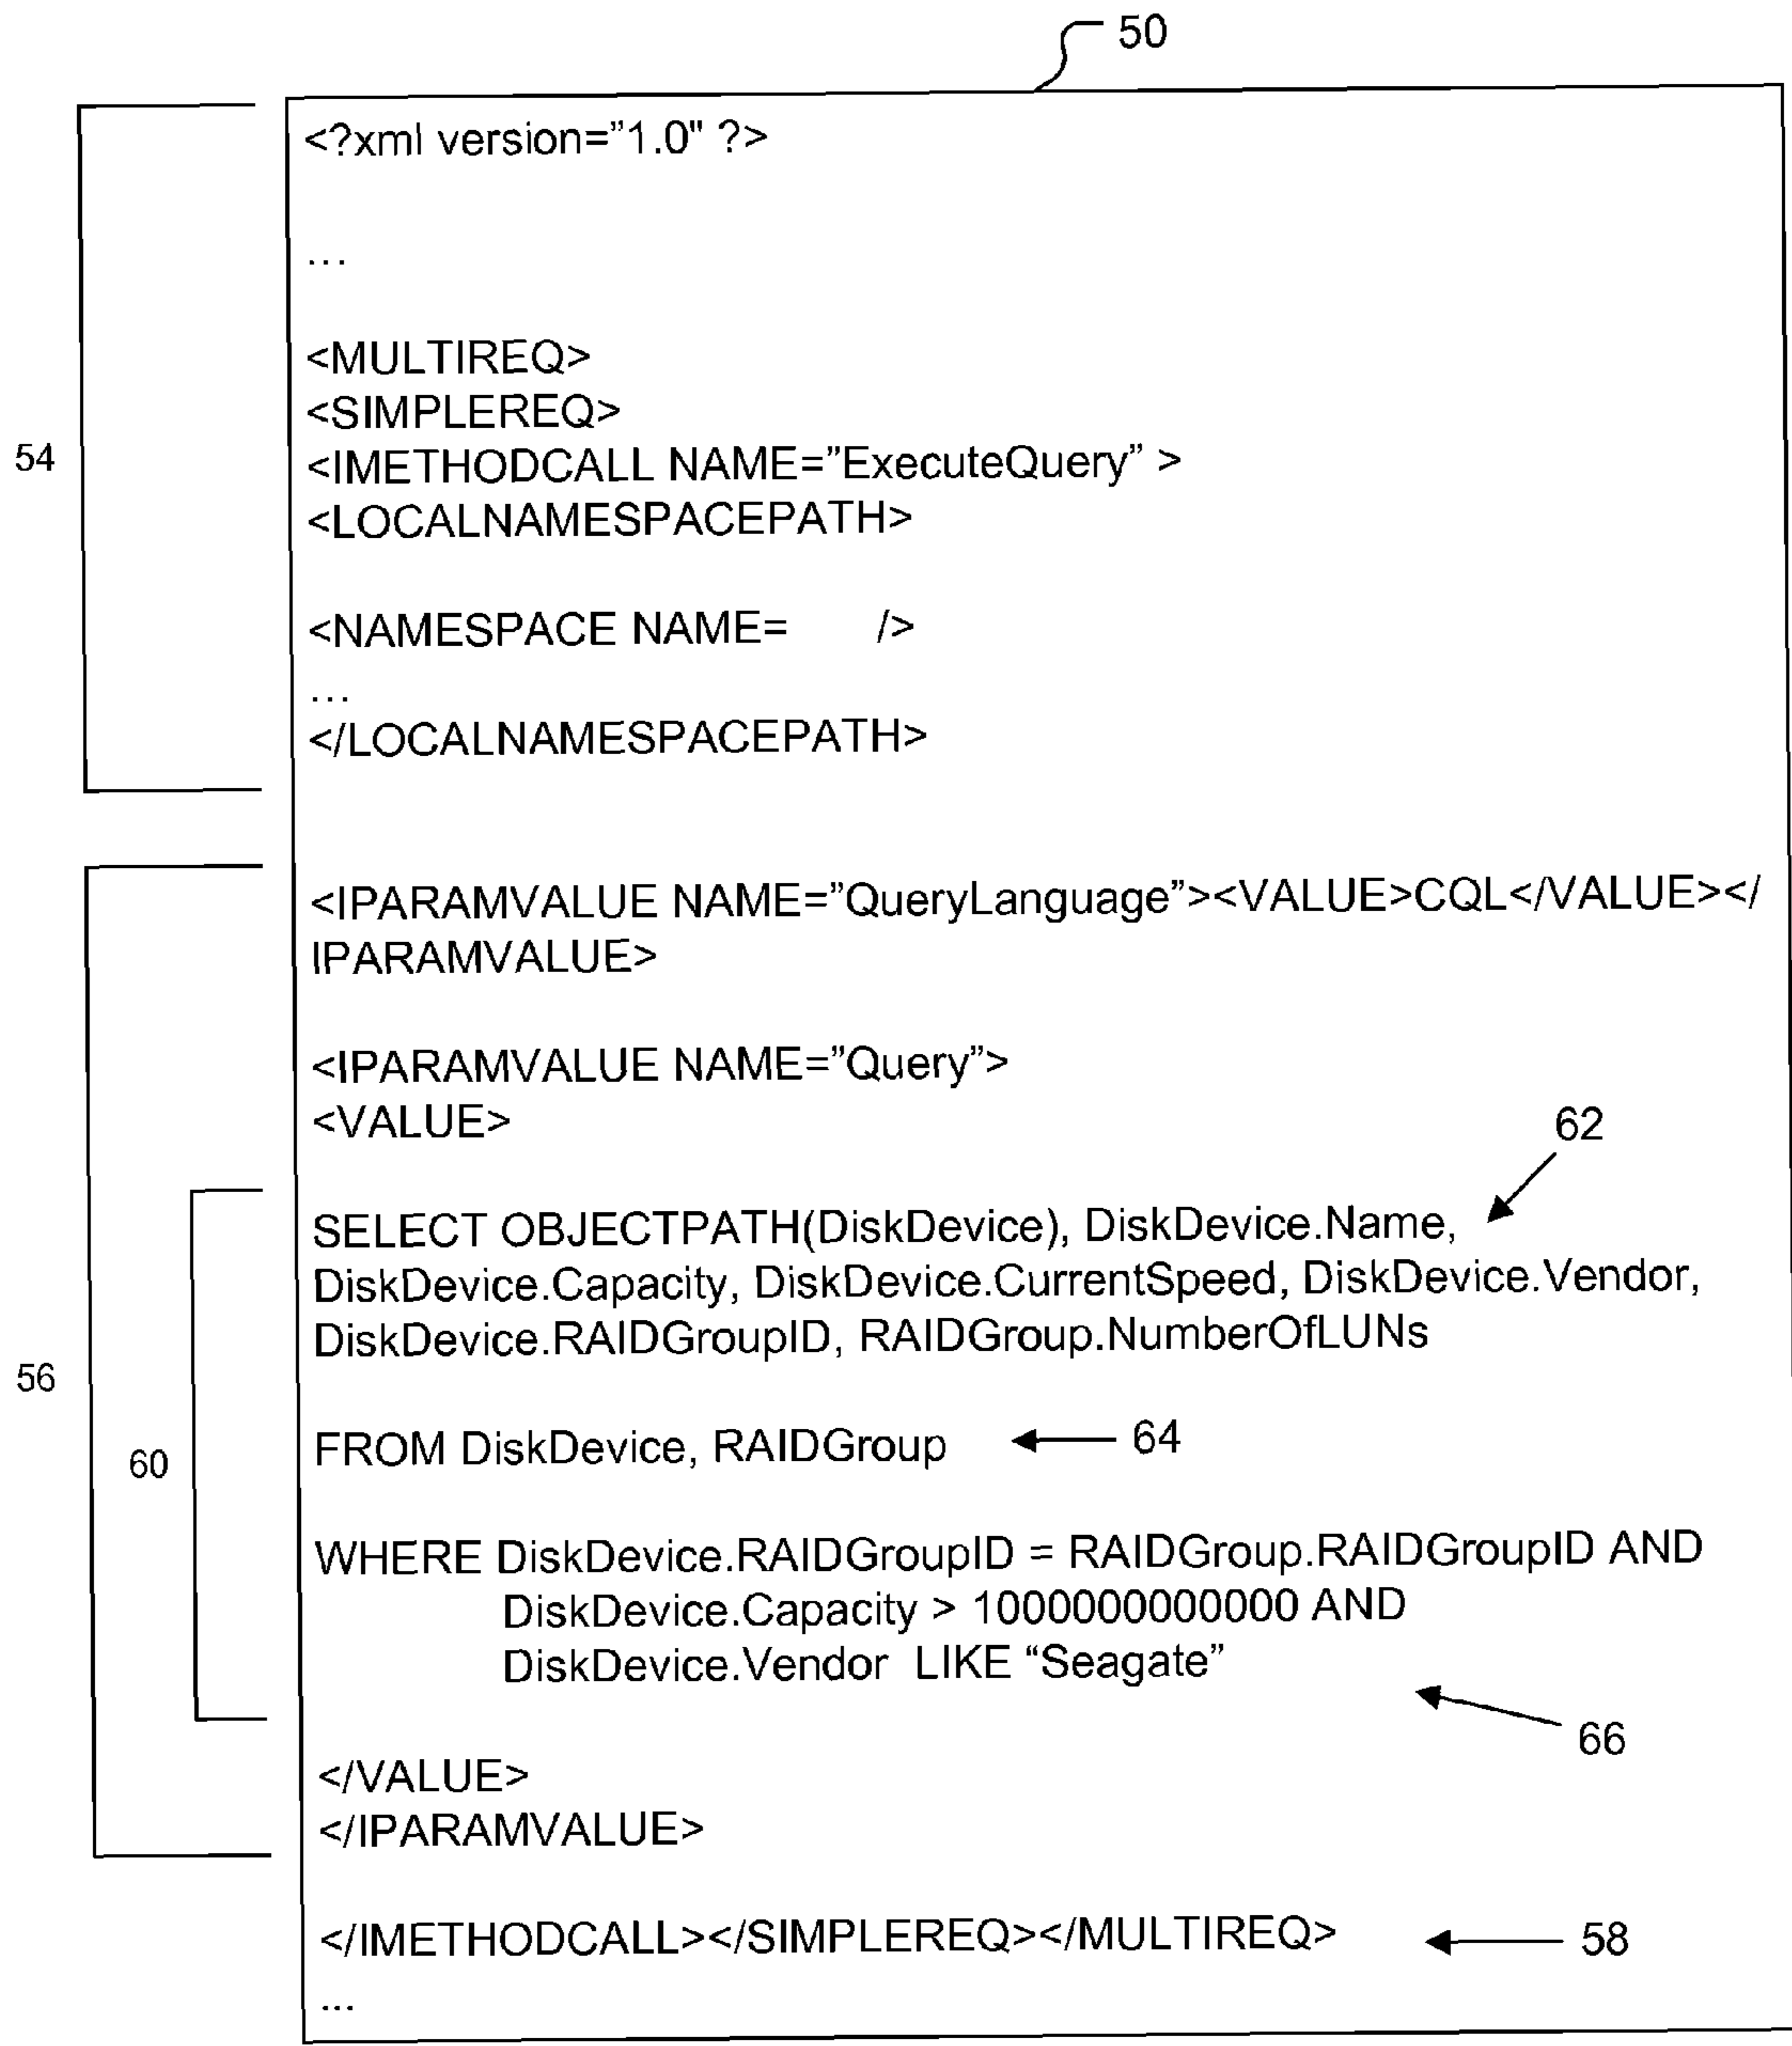 50
<?xml version=”1.0" ?>
...
<MULTIREQ>
<SIMPLEREQ>
54
<IMETHODCALL NAME=”ExecuteQuery” >
<LOCALNAMESPACEPATH>
<NAMESPACE NAME= />
...
</LOCALNAMESPACEPATH>
<IPARAMVALUE NAME=”QueryLanguage”><VALUE>CQL</VALUE></
IPARAMVALUE>
<IPARAMVALUE NAME=”Query”>
<VALUE>
62
SELECT OBJECTPATH(DiskDevice), DiskDevice.Name,
DiskDevice.Capacity, DiskDevice.CurrentSpeed, DiskDevice.Vendor,
DiskDevice.RAIDGroupID, RAIDGroup.NumberOfLUNs
56
FROM DiskDevice, RAIDGroup
64
60
WHERE DiskDevice.RAIDGroupID = RAIDGroup.RAIDGroupID AND
DiskDevice.Capacity > 1000000000000 AND
DiskDevice.Vendor LIKE “Seagate”
66
</VALUE>
</IPARAMVALUE>
</IMETHODCALL></SIMPLEREQ></MULTIREQ>
58
...